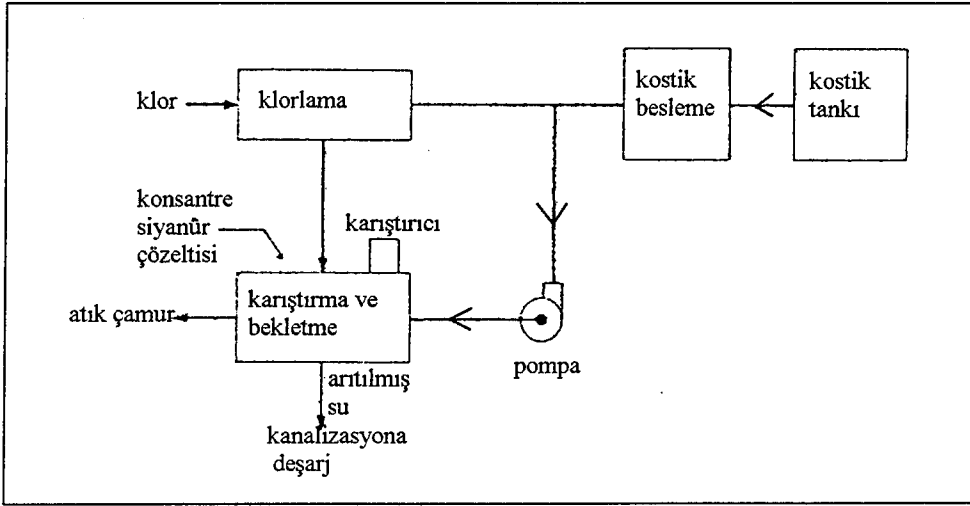 klor
klorlama
kostik
besleme
kostik
tankı
konsantre
siyanür
çözeltisi
karıştırıcı
karıştırma ve
bekletme
atık çamur
pompa
arıtılmış
su
kanalizasyona
deşarj